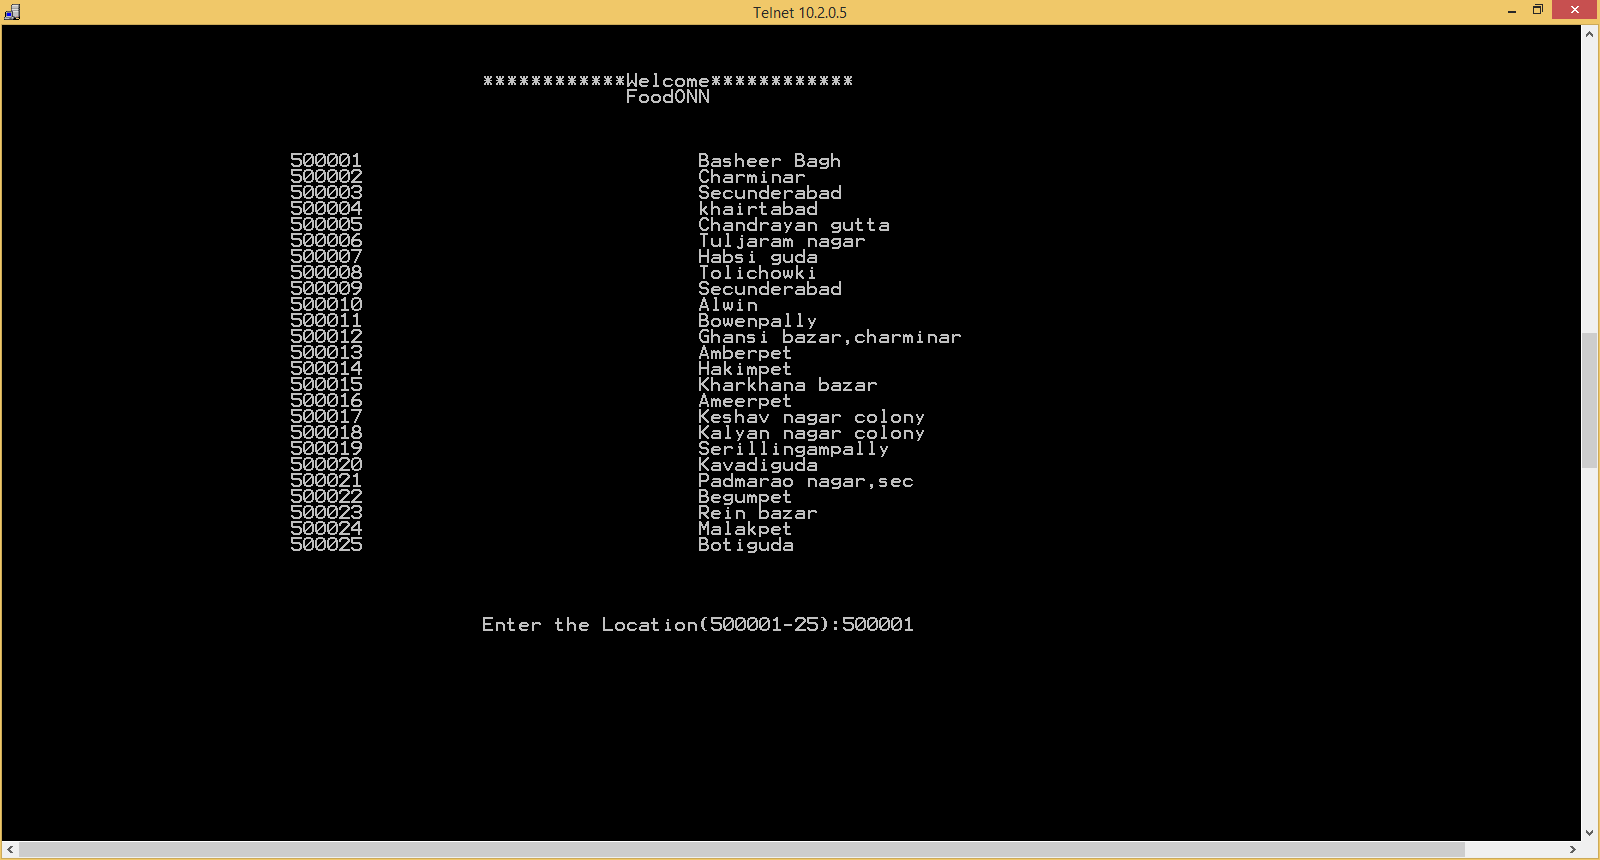 Telnet 10.2.0.5
************Welcome************
FoodONN
500001 Basheer Bagh
500002 Charminar
500003 Secunderabad
500004 khairtabad
500005 Chandrayan gutta
500006 Tuljaram nagar
500007 Habsi guda
500008 Tolichowki
500009 Secunderabad
500010 Alwin
500011 Bowenpally
500012 Ghansi bazar,charminar
500013 Amberpet
500014 Hakimpet
500015 Kharkhana bazar
500016 Ameerpet
500017 Keshav nagar colony
500018 Kalyan nagar colony
500019 Serillingampally
500020 Kavadiguda
500021 Padmarao nagar,sec
500022 Begumpet
500023 Rein bazar
500024 Malakpet
500025 Botiguda
Enter the Location(500001-25):500001